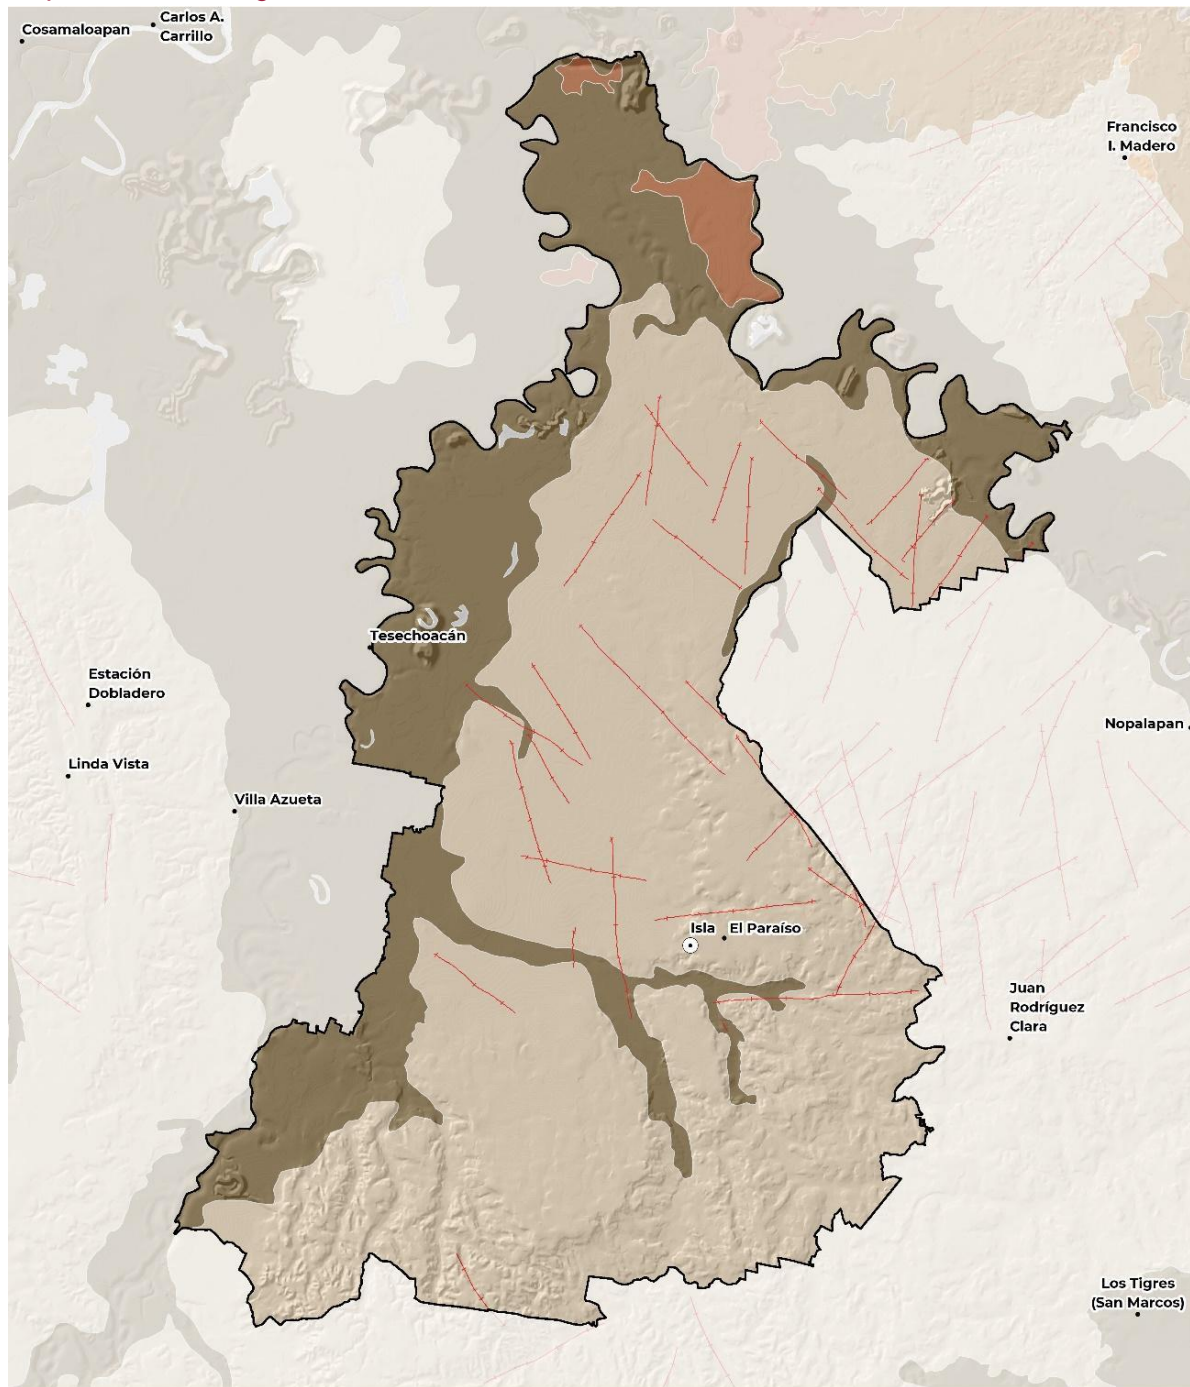 Cosamaloapan
Carlos A.
Carrillo
Francisco
I. Madero
Tesechoacán
Estación
Dobladero
Nopalapan
Linda Vista
Villa Azueta
Isla
El Paraíso
Juan
Rodríguez
Clara
Los Tigres
(San Marcos)